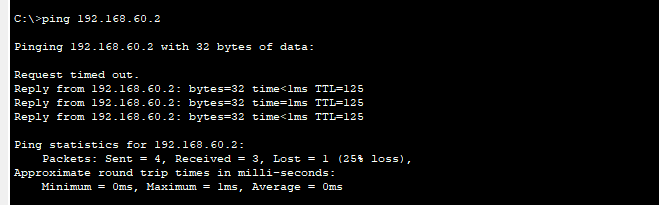 C:\>ping 192.168.60.2
Pinging 192.168.60.2 with 32 bytes of data:
Request timed out.
Reply from 192.168.60.2: bytes=32 time<1ms TTL=125
Reply from 192.168.60.2: bytes=32 time=1ms TTL=125
Reply from 192.168.60.2: bytes=32 time<1ms TTL=125
Ping statistics for 192.168.60.2:
Packets: Sent = 4, Received = 3, Lost = 1 (25% loss),
Approximate round trip times in milli-seconds:
Minimum = 0ms, Maximum = 1ms, Average = 0ms